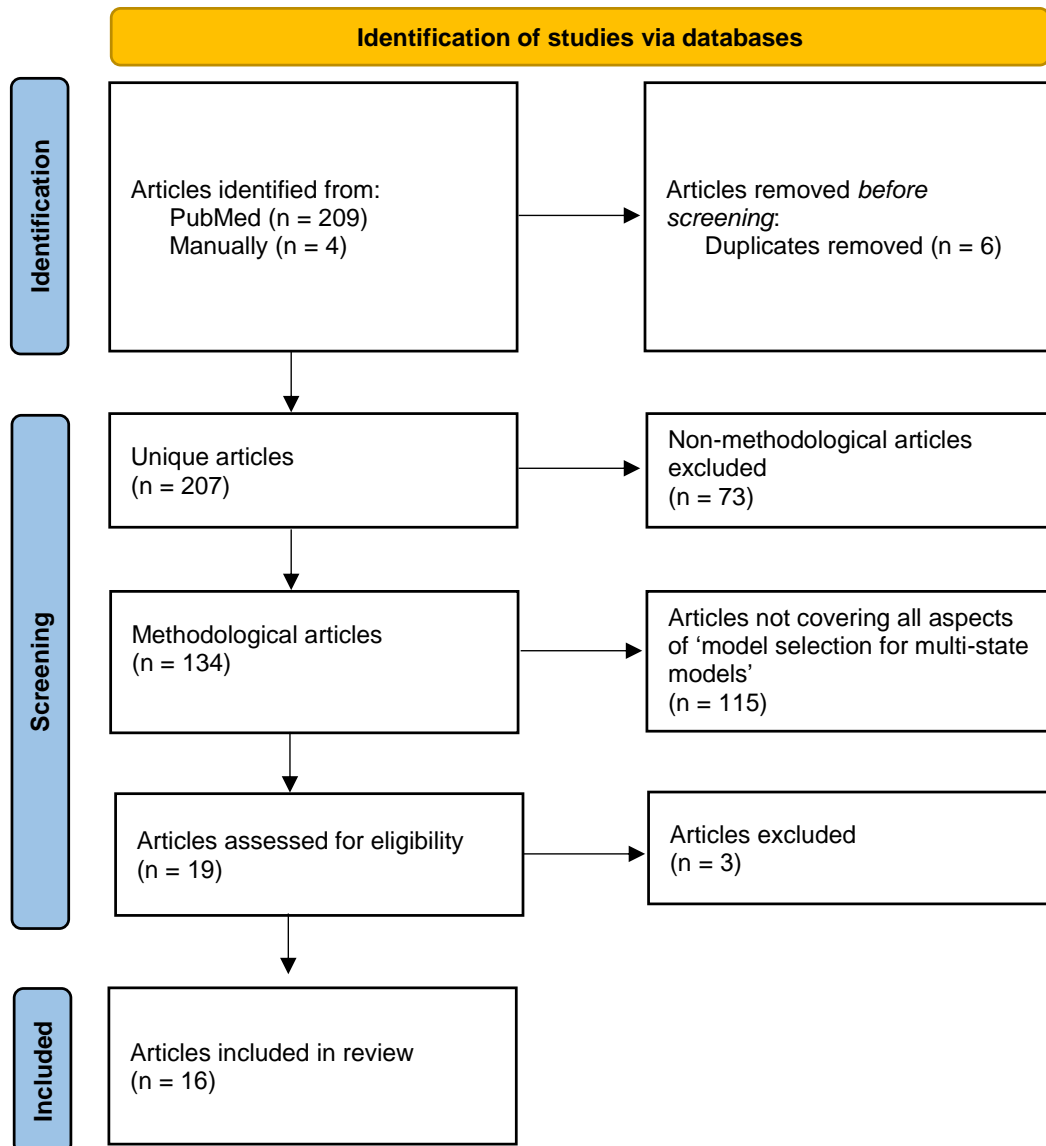 Identification of studies via databases
Identification
Articles identified from:
PubMed (n = 209)
Manually (n = 4)
Articles removed before
screening:
Duplicates removed (n = 6)
Screening
Unique articles
(n = 207)
Non-methodological articles
excluded
(n = 73)
Methodological articles
(n = 134)
Articles not covering all aspects
of ‘model selection for multi-state
models’
(n = 115)
Articles assessed for eligibility
(n = 19)
Articles excluded
(n = 3)
Included
Articles included in review
(n = 16)